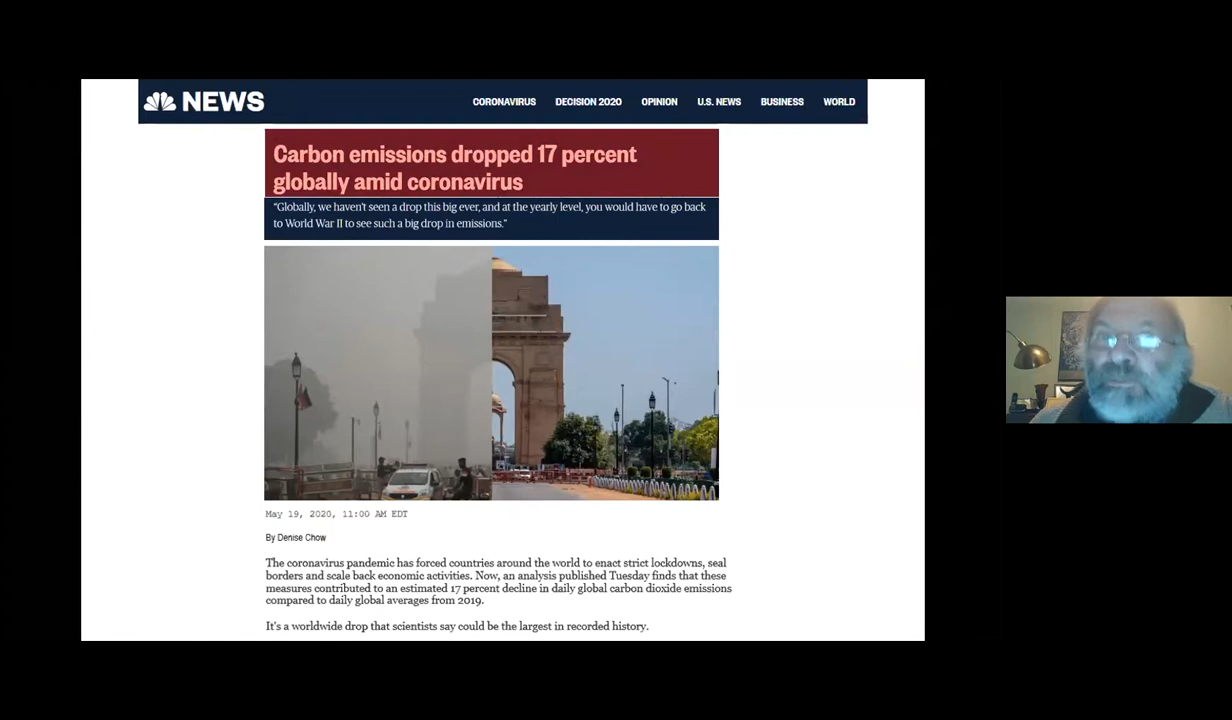 NEWS
CORONAVIRUS DECISION 2020 OPINION U.S. NEWS BUSINESS WORLD
Carbon emissions dropped 17 percent
globally amid coronavirus
“Globally, we haven't seen a drop this big ever, and at the yearly level, you would have to go back
to World War II to see such a big drop in emissions.”
May 19, 2020, 11:00 AM EDT
By Denise Chow
The coronavirus pandemic has forced countries around the world to enact strict lockdowns, seal
borders and scale back economic activities. Now, an analysis published Tuesday finds that these
measures contributed to an estimated 17 percent decline in daily global carbon dioxide emissions
compared to daily global averages from 2019.
It's a worldwide drop that scientists say could be the largest in recorded history.